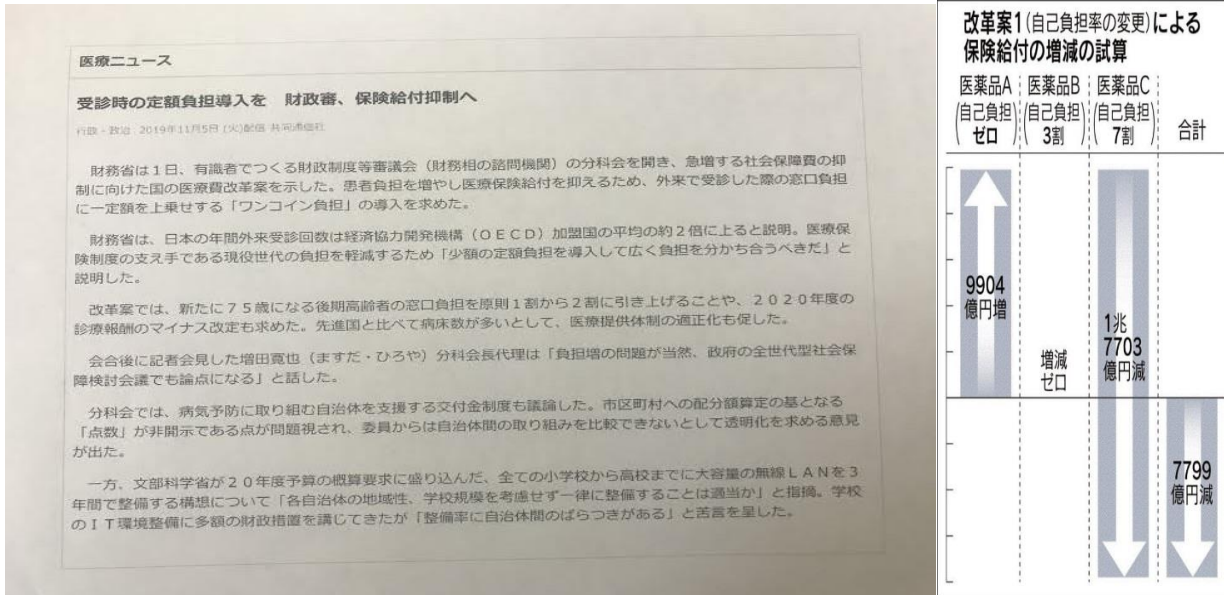 医療ニュース
受診時の定額負担導入を　財政審、保険給付抑制へ
行政・政治 2019年11月5日 (火)配信 共同通信社
　財務省は１日、有識者でつくる財政制度等審議会（財務相の諮問機関）の分科会を開き、急増する社会保障費の抑
制に向けた国の医療費改革案を示した。患者負担を増やし医療保険給付を抑えるため、外来で受診した際の窓口負担
に一定額を上乗せする「ワンコイン負担」の導入を求めた。
　財務省は、日本の年間外来受診回数は経済協力開発機構（ＯＥＣＤ）加盟国の平均の約２倍に上ると説明。医療保
険制度の支え手である現役世代の負担を軽減するため「少額の定額負担を導入して広く負担を分かち合うべきだ」と
説明した。
　改革案では、新たに７５歳になる後期高齢者の窓口負担を原則１割から２割に引き上げることや、２０２０年度の
診療報酬のマイナス改定も求めた。先進国と比べて病床数が多いとして、医療提供体制の適正化も促した。
　会合後に記者会見した増田寛也（ますだ・ひろや）分科会長代理は「負担増の問題が当然、政府の全世代型社会保
障検討会議でも論点になる」と話した。
　分科会では、病気予防に取り組む自治体を支援する交付金制度も議論した。市区町村への配分額算定の基となる
「点数」が非開示である点が問題視され、委員からは自治体間の取り組みを比較できないとして透明化を求める意見
が出た。
　一方、文部科学省が２０年度予算の概算要求に盛り込んだ、全ての小学校から高校までに大容量の無線ＬＡＮを３
年間で整備する構想について「各自治体の地域性、学校規模を考慮せず一律に整備することは適当か」と指摘。学校
のＩＴ環境整備に多額の財政措置を講じてきたが「整備率に自治体間のばらつきがある」と苦言を呈した。
改革案1(自己負担率の変更)による
保険給付の増減の試算
医薬品A
(自己負担)
ゼロ
医薬品B
(自己負担)
3割
医薬品C
(自己負担)
7割
合計
9904
億円増
増減
ゼロ
1兆
7703
億円減
7799
億円減